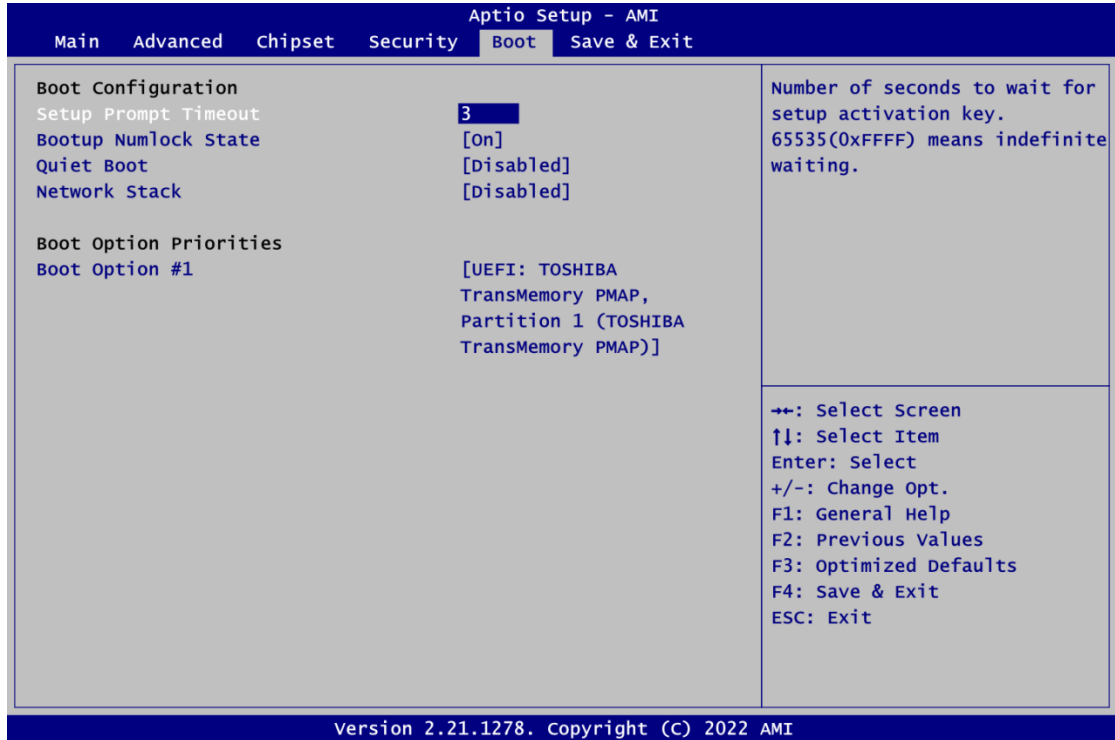 Aptio Setup - AMI
Main Advanced Chipset Security Boot Save & Exit
Boot Configuration
Setup Prompt Timeout 3
Bootup Numlock State [On]
Quiet Boot [Disabled]
Network Stack [Disabled]
Boot Option Priorities
Boot Option #1 [UEFI: TOSHIBA
TransMemory PMAP,
Partition 1 (TOSHIBA
TransMemory PMAP)]
Number of seconds to wait for
setup activation key.
65535(0xFFFF) means indefinite
waiting.
→←: Select Screen
↑↓: Select Item
Enter: Select
+/-: Change Opt.
F1: General Help
F2: Previous Values
F3: Optimized Defaults
F4: Save & Exit
ESC: Exit
Version 2.21.1278. Copyright (C) 2022 AMI